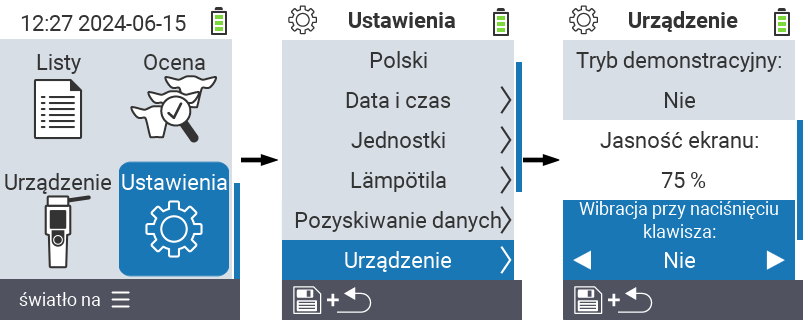 12:27 2024-06-15
Listy
Ocena
Urządzenie
Ustawienia
światło na
Ustawienia
Polski
Data i czas
Jednostki
Lämpötila
Pozyskiwanie danych
Urządzenie
+
Urządzenie
Tryb demonstracyjny:
Nie
Jasność ekranu:
75 %
Wibracja przy naciśnięciu
klawisza:
Nie
+